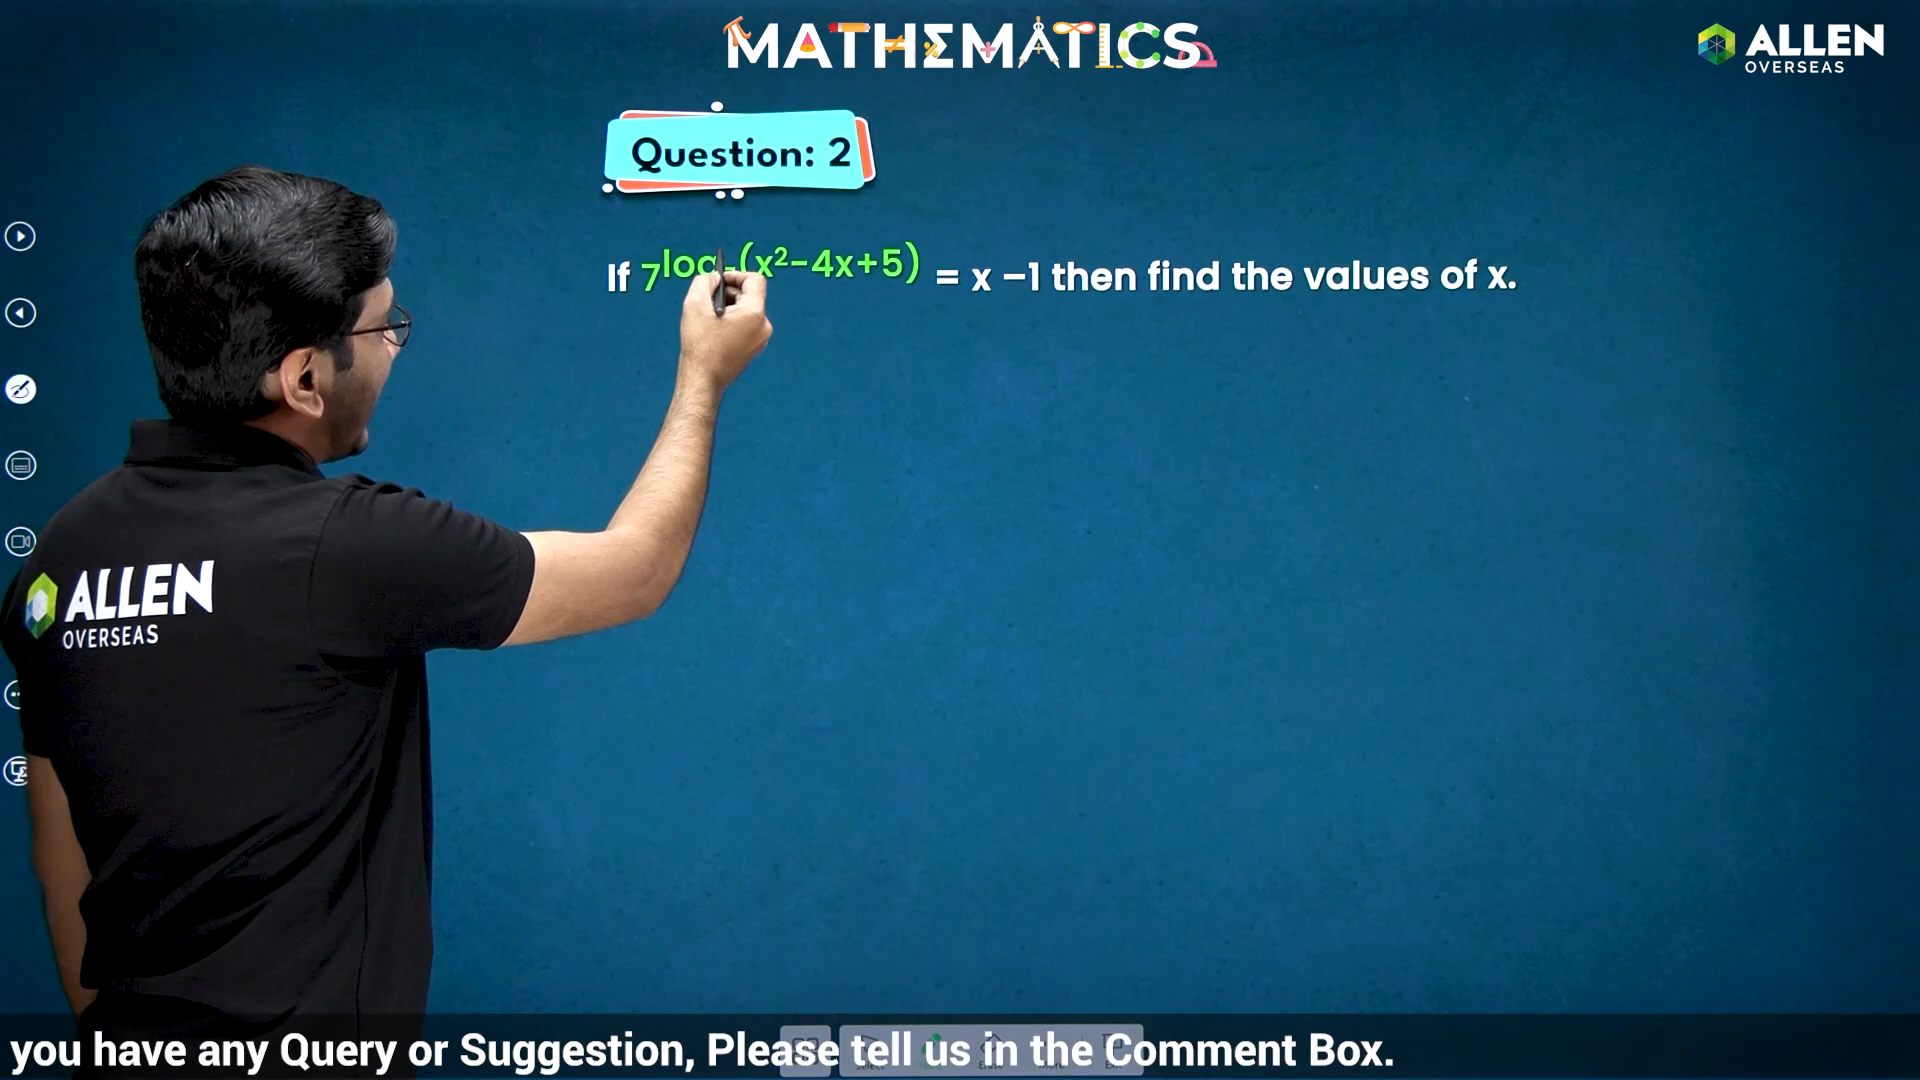 MATHEMATICS
ALLEN
OVERSEAS
Question: 2
If 7^log (x²-4x+5) = x –1 then find the values of x.
ALLEN
OVERSEAS
you have any Query or Suggestion, Please tell us in the Comment Box.